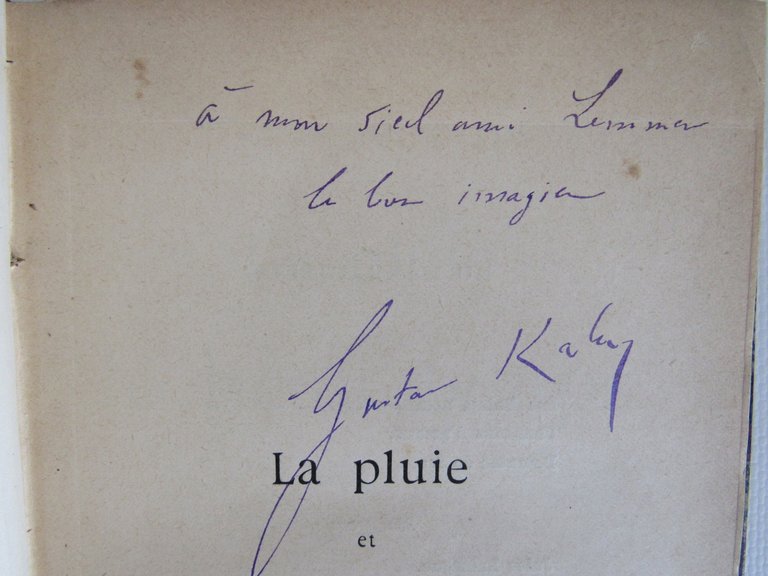 à mon vieil ami Lemmen
le bon imagier
Gustave Kahn
La pluie
et